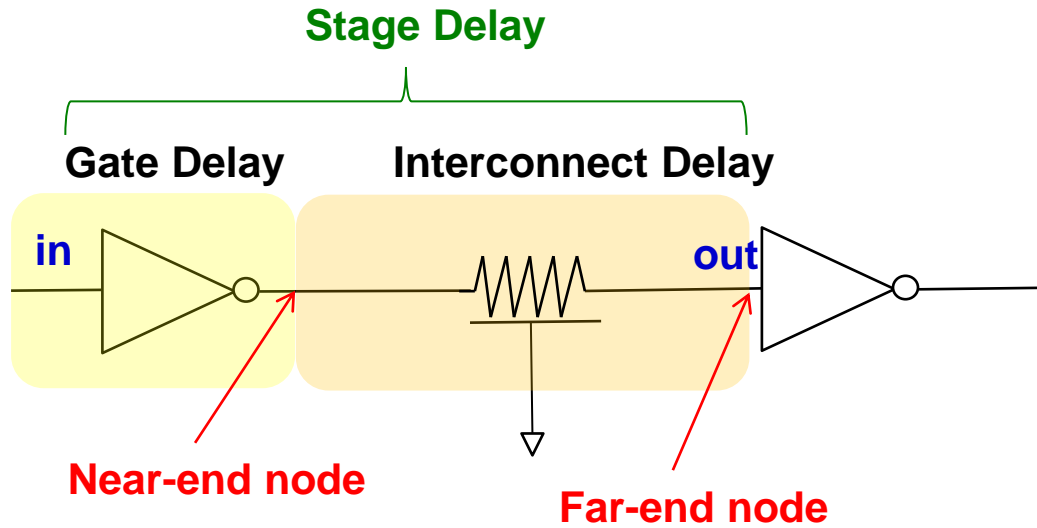 Stage Delay
Gate Delay
Interconnect Delay
in
out
Near-end node
Far-end node